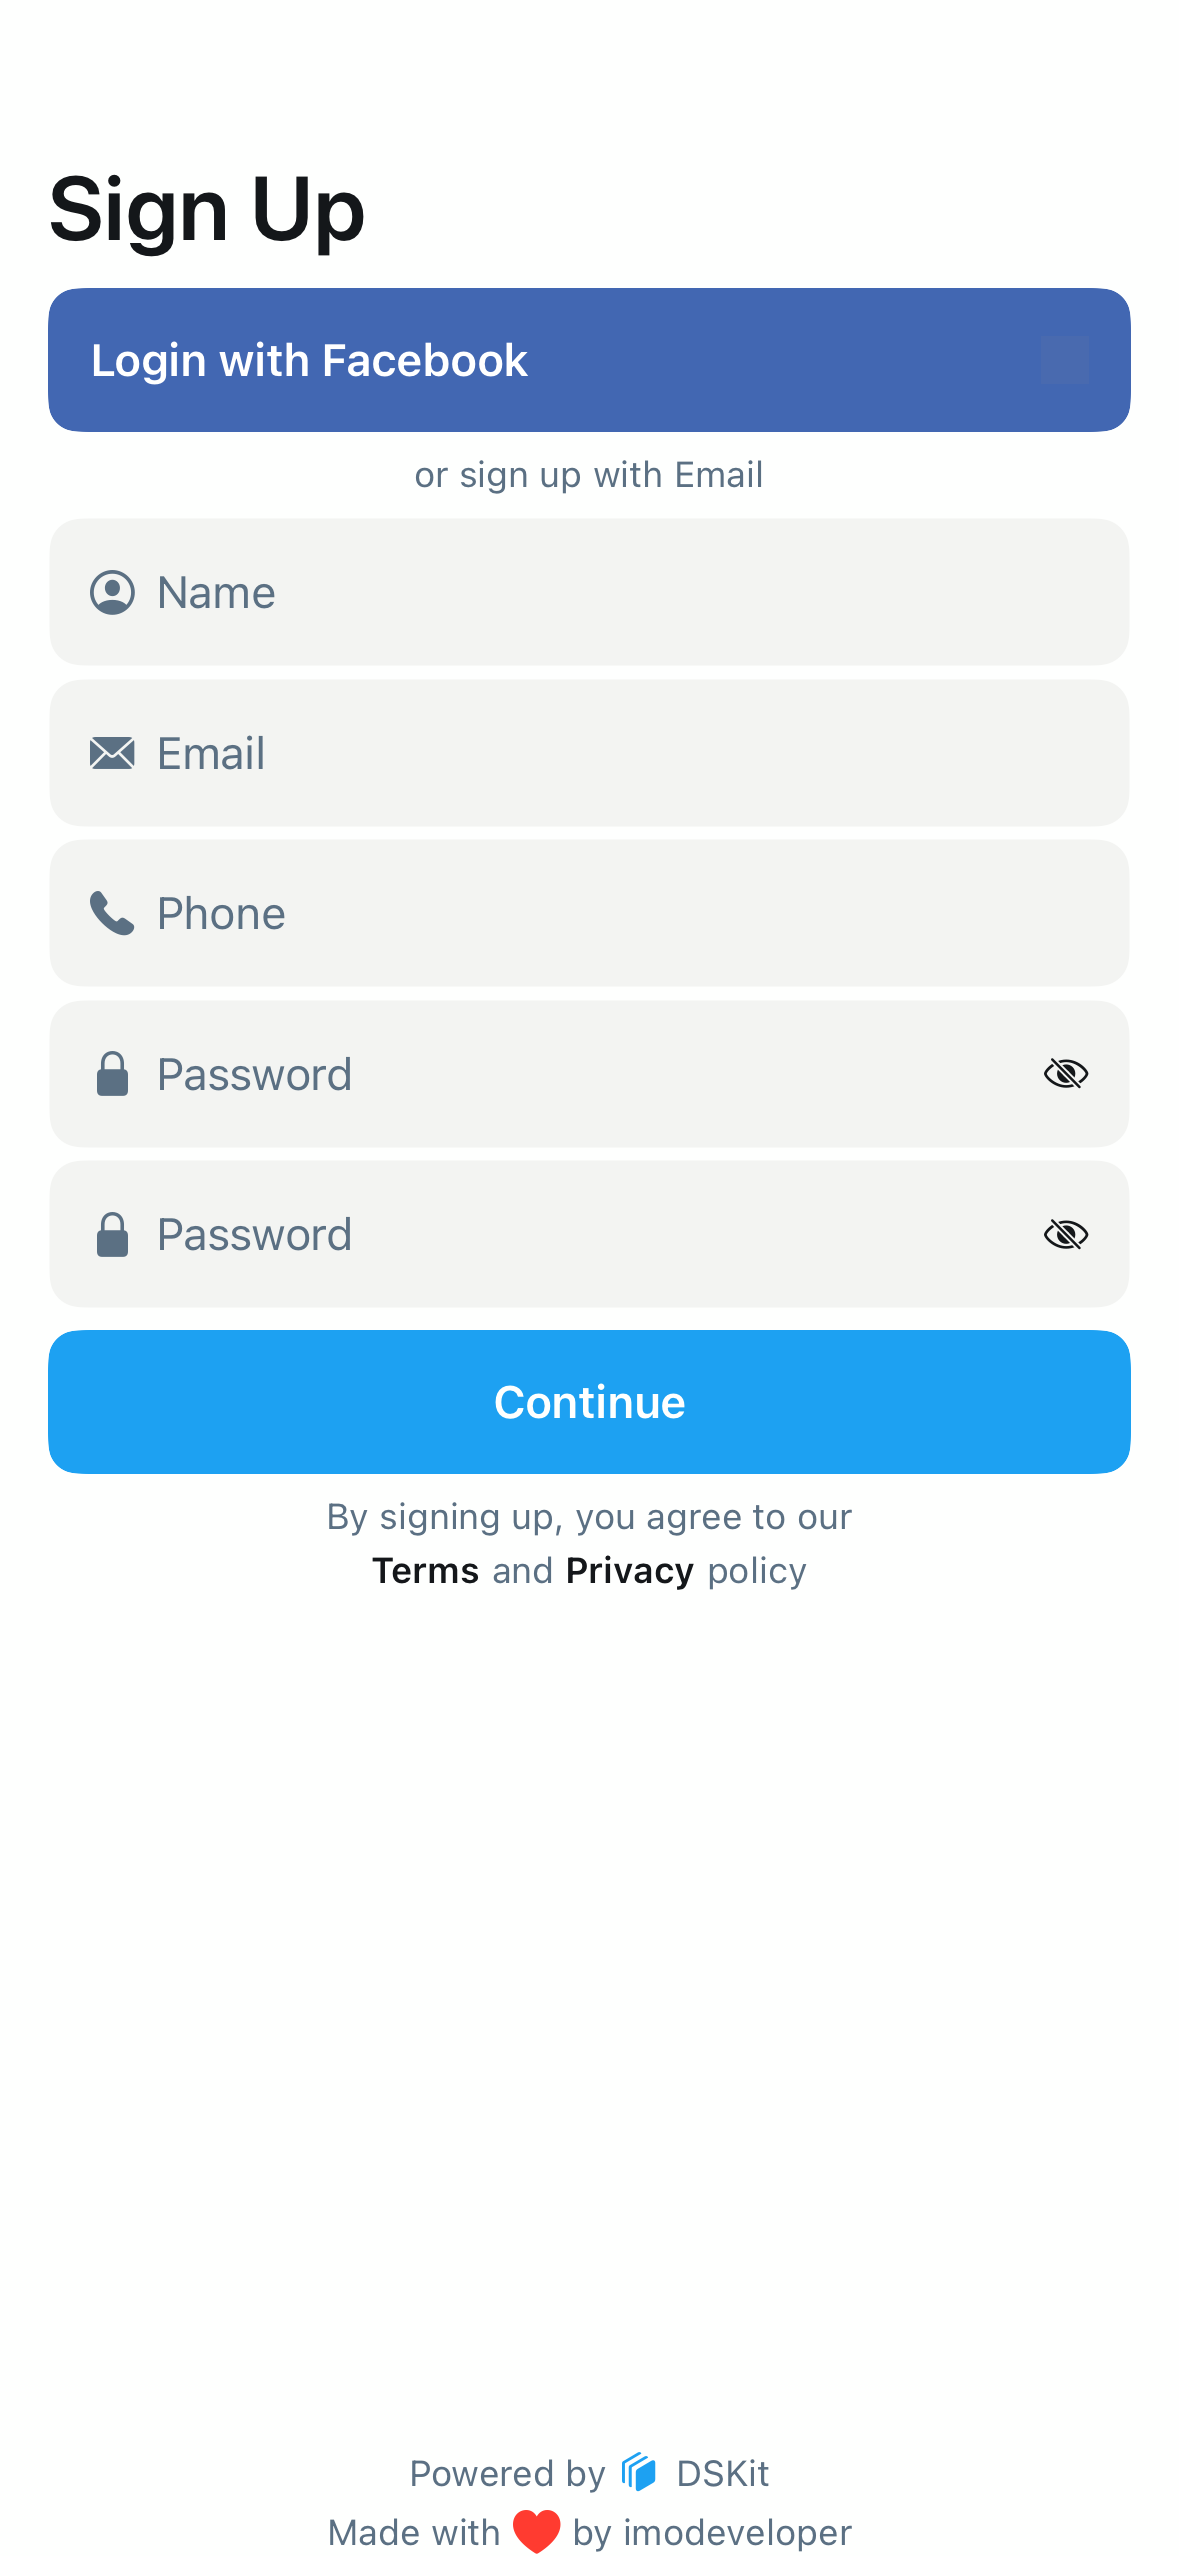 Sign Up
Login with Facebook
or sign up with Email
Name
Email
Phone
Password
Password
Continue
By signing up, you agree to our
Terms and Privacy policy
Powered by DSKit
Made with by imodeveloper